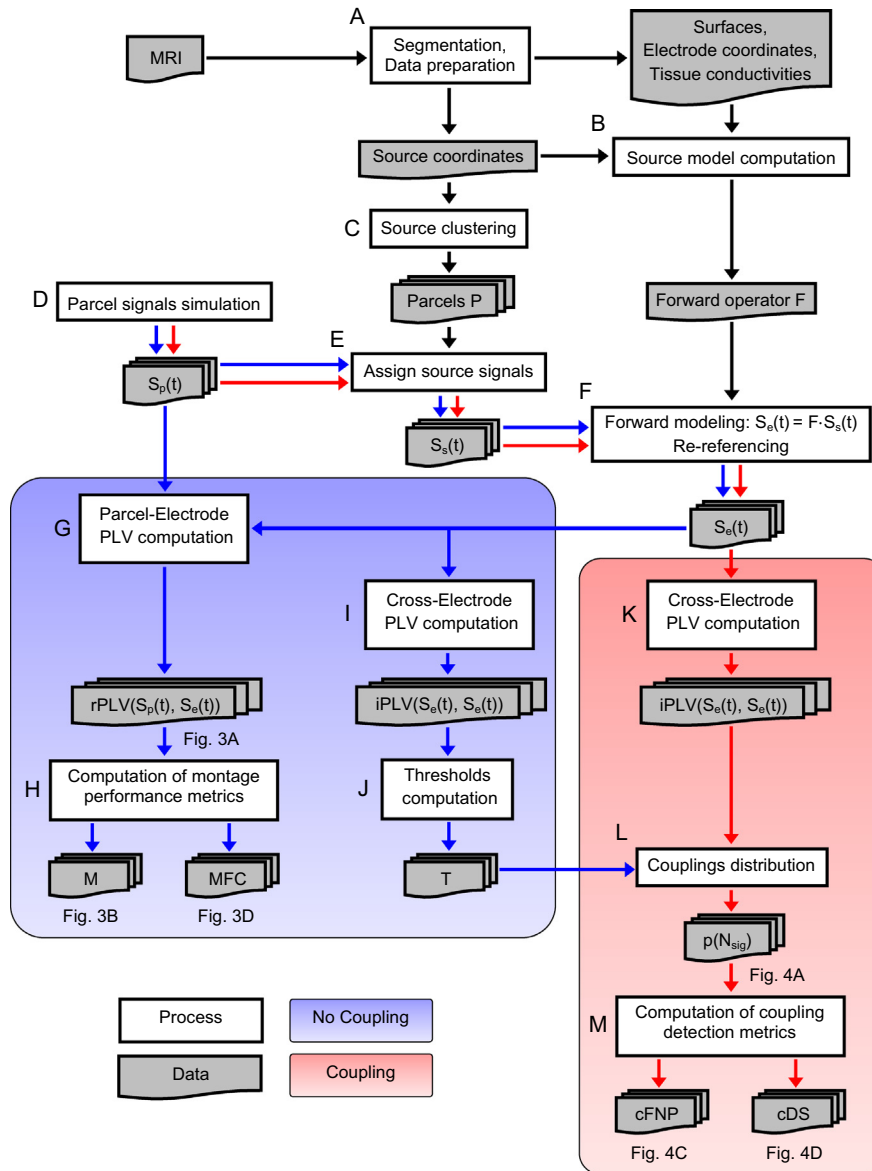 A
MRI
Segmentation,
Data preparation
Surfaces,
Electrode coordinates,
Tissue conductivities
B
Source coordinates
Source model computation
C
Source clustering
D
Parcel signals simulation
Parcels P
Forward operator F
E
Sp(t)
Assign source signals
F
Ss(t)
Forward modeling: Se(t) = F·Ss(t)
Re-referencing
G
Parcel-Electrode
PLV computation
Se(t)
I
Cross-Electrode
PLV computation
K
Cross-Electrode
PLV computation
rPLV(Sp(t), Se(t))
Fig. 3A
iPLV(Se(t), Se(t))
iPLV(Se(t), Se(t))
H
Computation of montage
performance metrics
J
Thresholds
computation
L
Couplings distribution
M
Fig. 3B
MFC
Fig. 3D
T
p(Nsig)
Fig. 4A
M
Computation of coupling
detection metrics
Process
No Coupling
Data
Coupling
cFNP
Fig. 4C
cDS
Fig. 4D